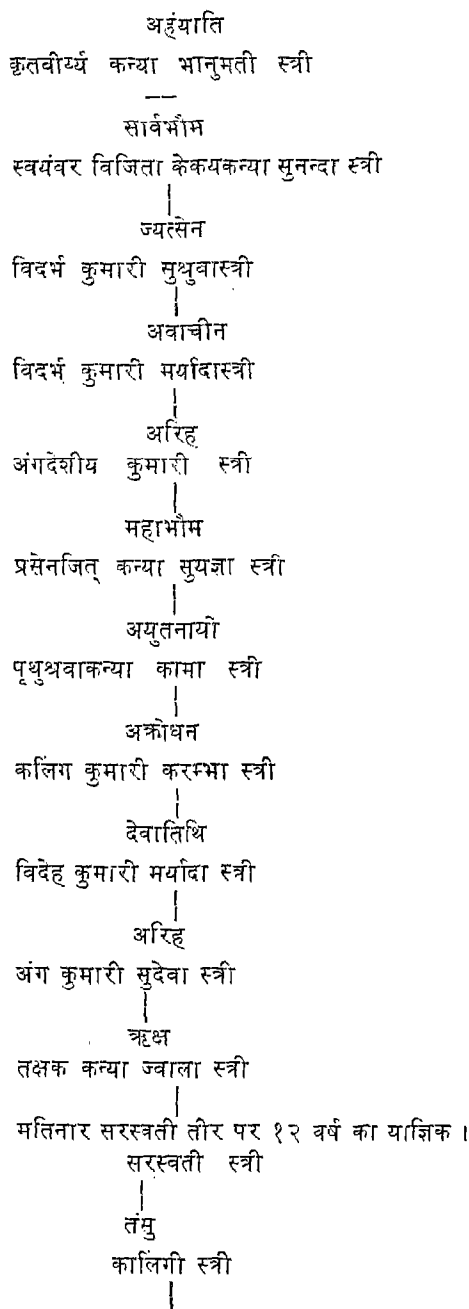 अहंयाति
कृतवीर्य्य कन्या भानुमती स्त्री
सार्वभौम
स्वयंवर विजिता केकयकन्या सुनन्दा स्त्री
ज्यत्सेन
विदर्भ कुमारी सुथुवास्त्री
अवाचीन
विदर्भ कुमारी मर्यादास्त्री
अरिह
अंगदेशीय कुमारी स्त्री
महाभौम
प्रसेनजित् कन्या सुयज्ञा स्त्री
अयुतनायी
पृथुश्रवाकन्या कामा स्त्री
अक्रोधन
कलिंग कुमारी करम्भा स्त्री
देवातिथि
विदेह कुमारी मर्यादा स्त्री
अरिह
अंग कुमारी सुदेवा स्त्री
ऋक्ष
तक्षक कन्या ज्वाला स्त्री
मतिनार सरस्वती तीर पर १२ वर्ष का याज्ञिक ।
सरस्वती स्त्री
तंसु
कालिंगी स्त्री